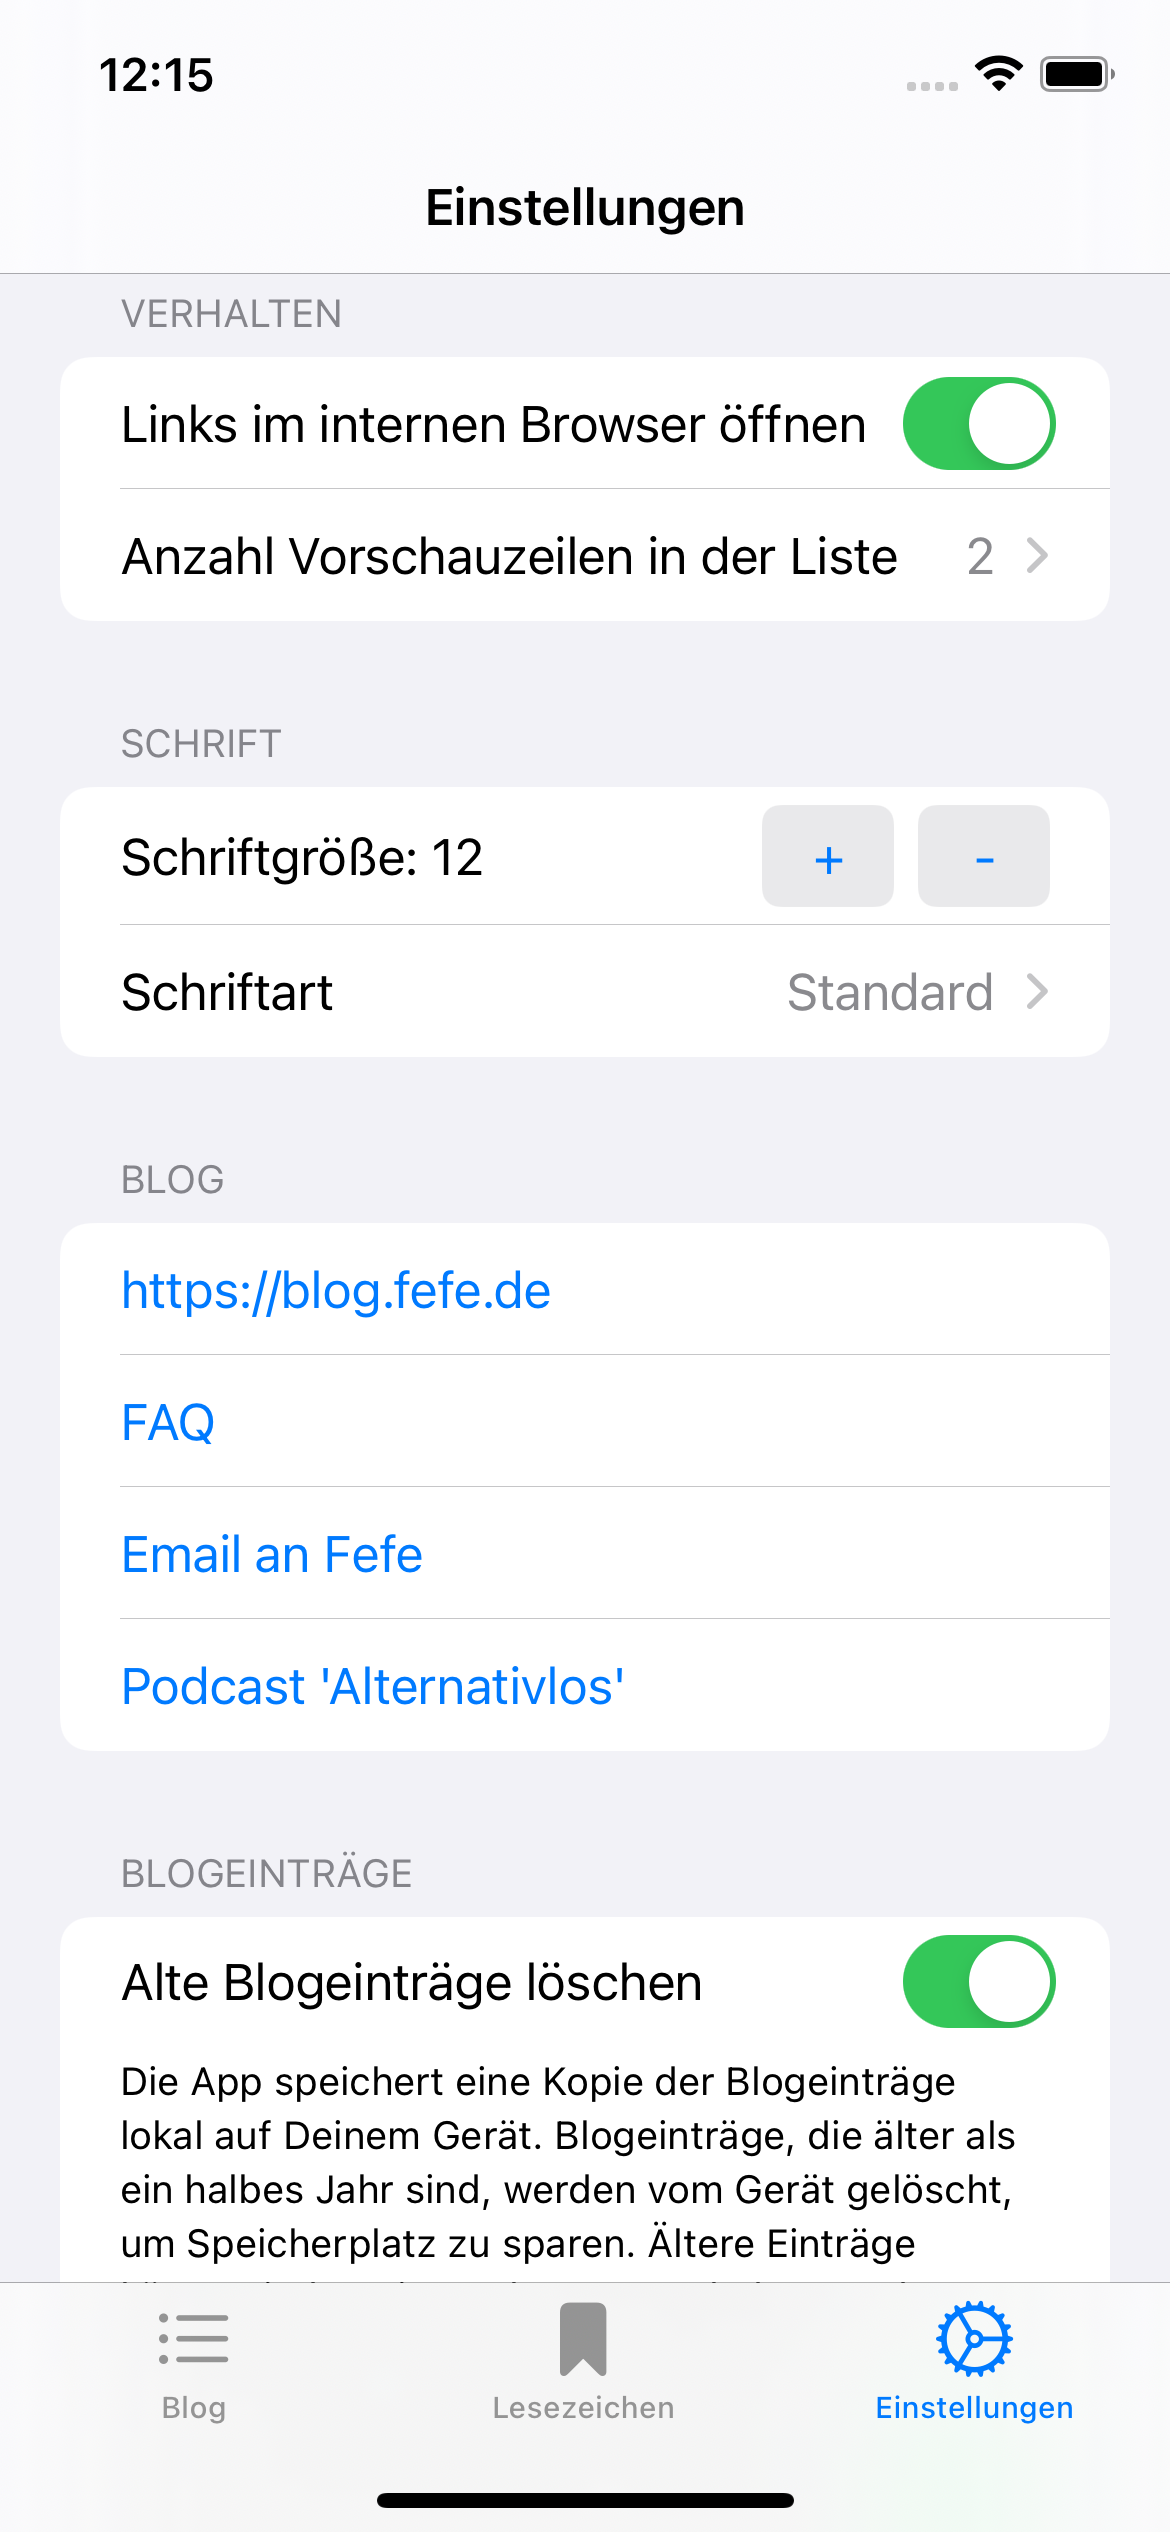 12:15
Einstellungen
VERHALTEN
Links im internen Browser öffnen
Anzahl Vorschauzeilen in der Liste 2
SCHRIFT
Schriftgröße: 12 + -
Schriftart Standard
BLOG
https://blog.fefe.de
FAQ
Email an Fefe
Podcast 'Alternativlos'
BLOGEINTRÄGE
Alte Blogeinträge löschen
Die App speichert eine Kopie der Blogeinträge
lokal auf Deinem Gerät. Blogeinträge, die älter als
ein halbes Jahr sind, werden vom Gerät gelöscht,
um Speicherplatz zu sparen. Ältere Einträge
Blog Lesezeichen Einstellungen